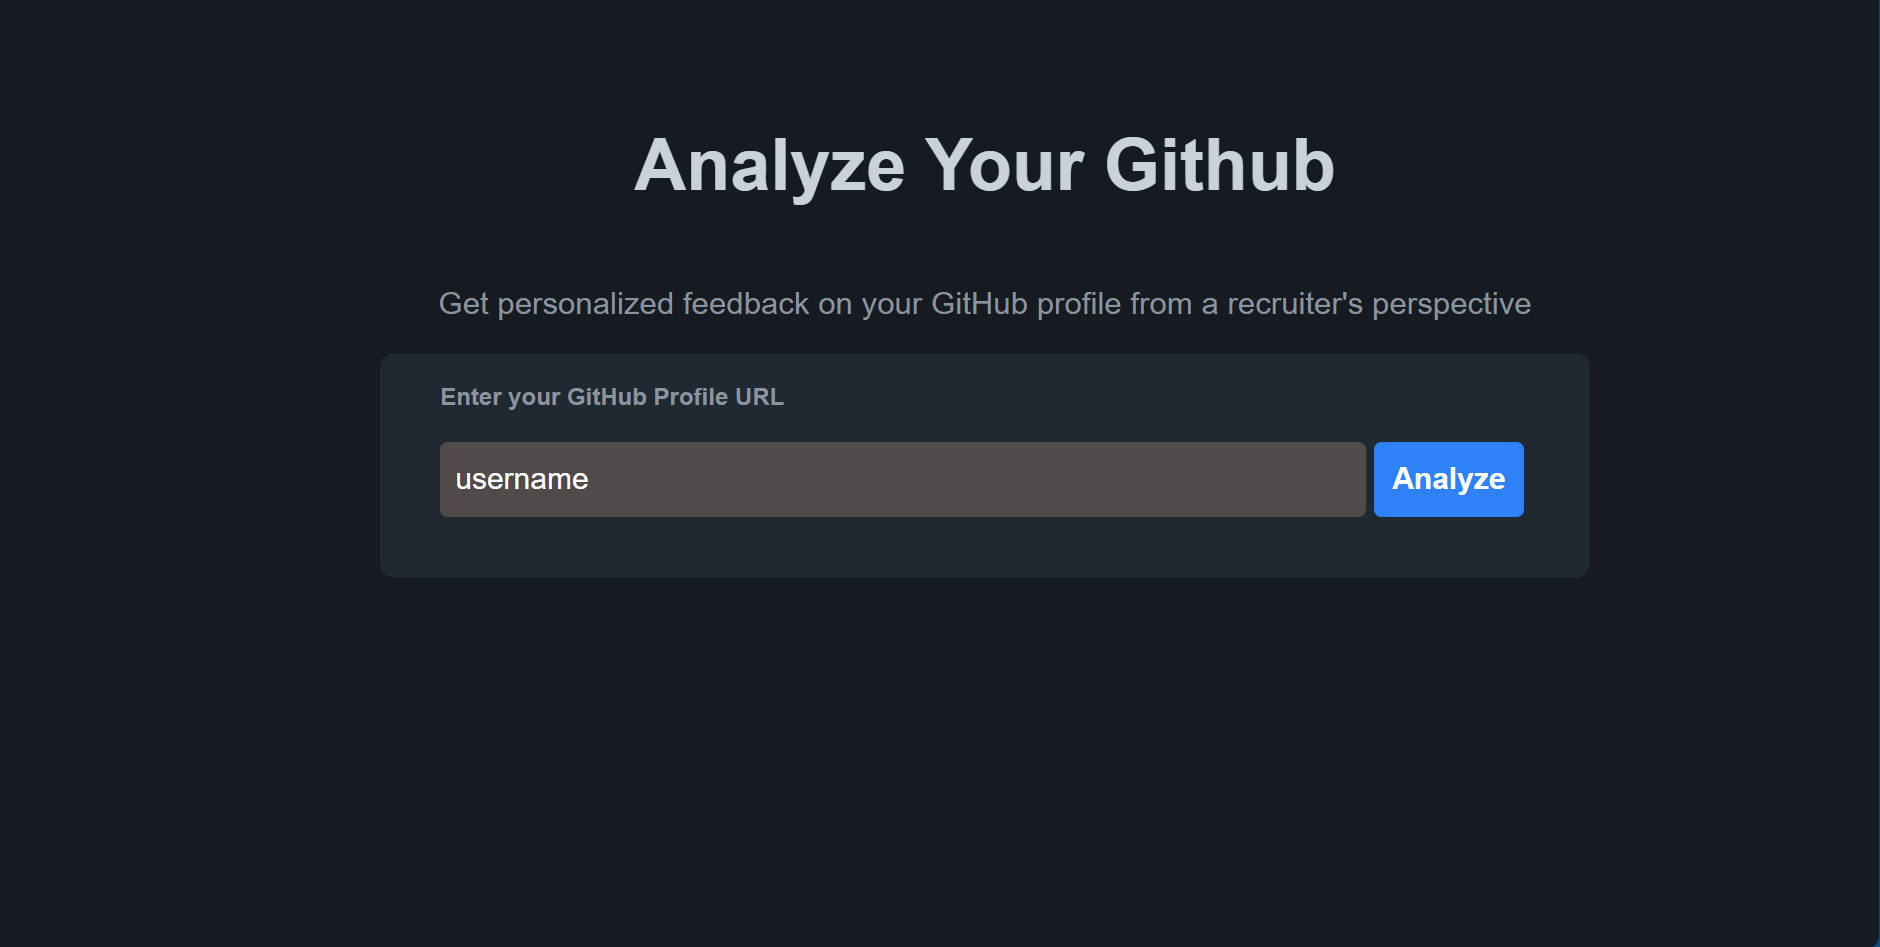 Analyze Your Github
Get personalized feedback on your GitHub profile from a recruiter's perspective
Enter your GitHub Profile URL
username
Analyze